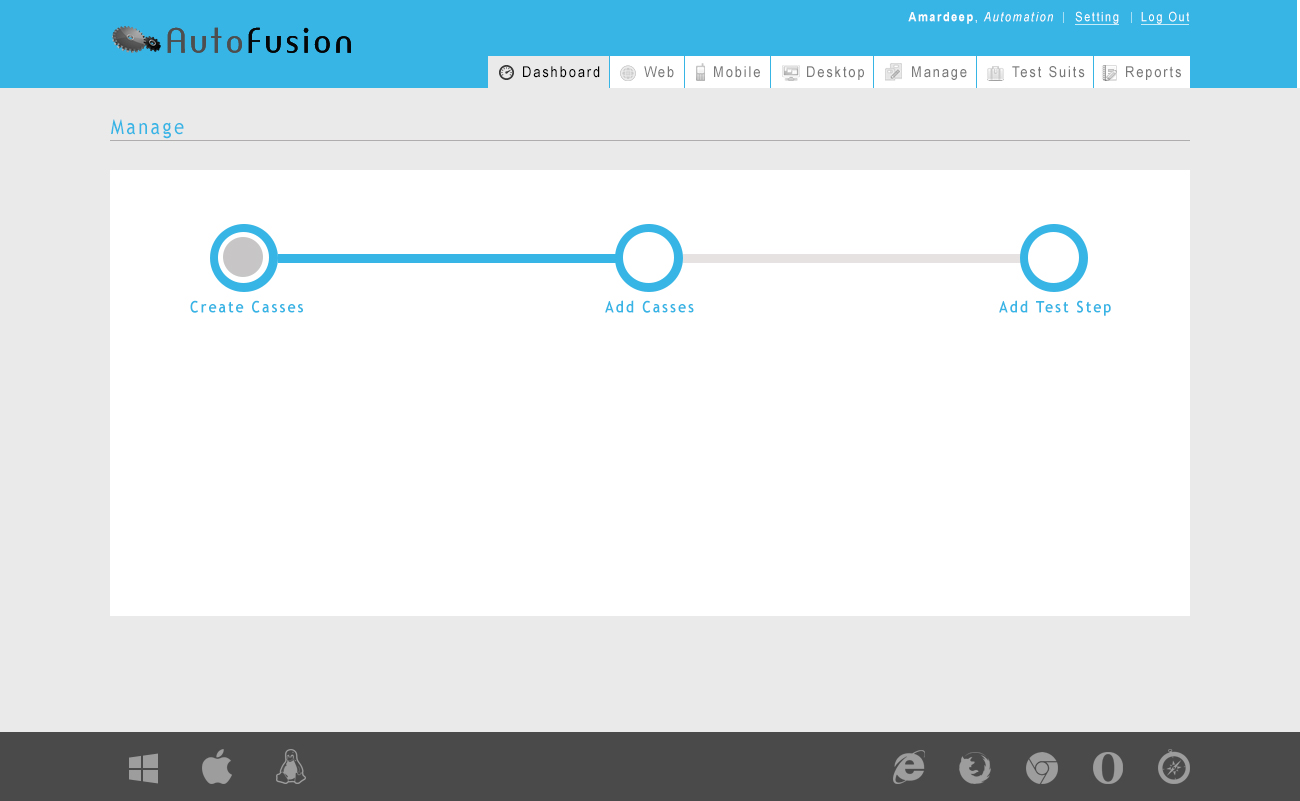 Amardeep, Automation | Setting | Log Out
AutoFusion
Dashboard Web Mobile Desktop Manage Test Suits Reports
Manage
Create Casses Add Casses Add Test Step